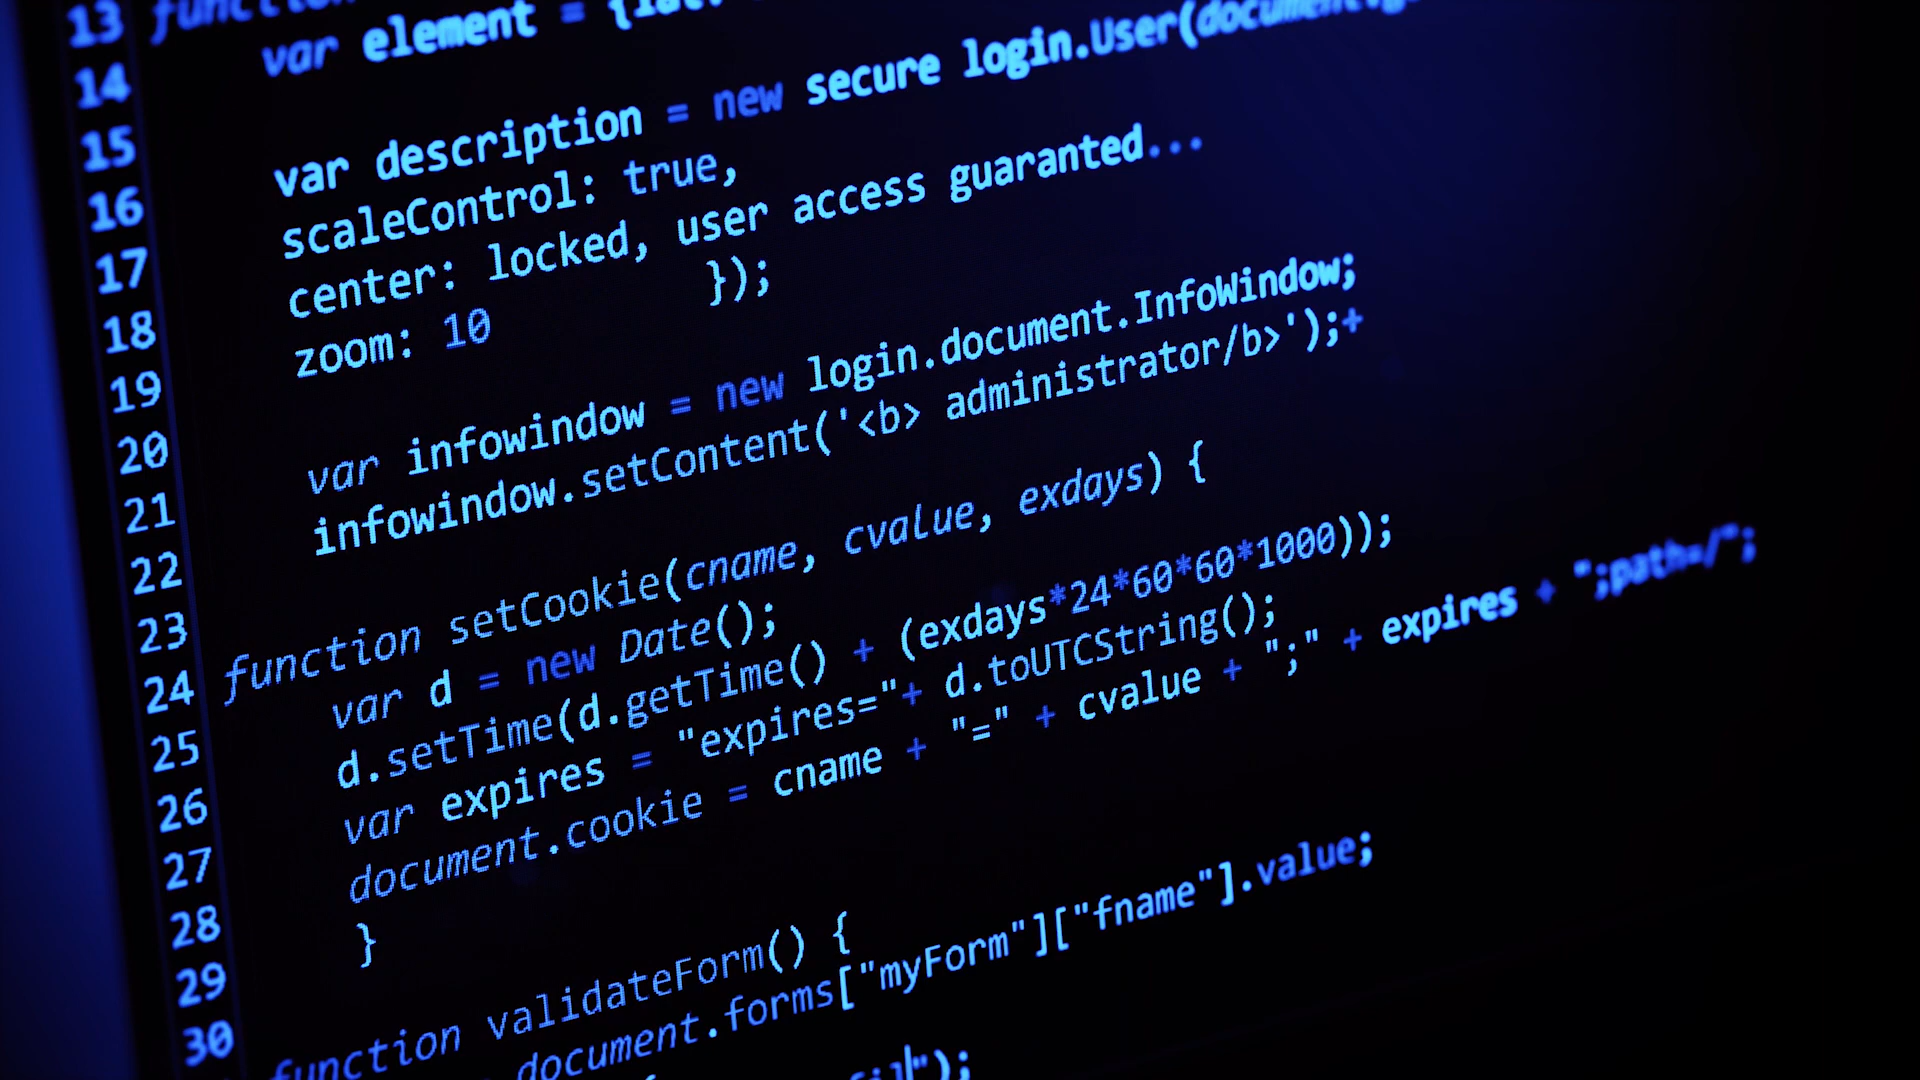 13 function
14 var element = {lat:
15
16 var description = new secure login.User(document.g
17 scaleControl: true,
18 center: locked, user access guaranted...
19 zoom: 10 });
20
21 var infowindow = new login.document.InfoWindow;
22 infowindow.setContent('<b> administrator/b>');+
23
24 function setCookie(cname, cvalue, exdays) {
25 var d = new Date();
26 d.setTime(d.getTime() + (exdays*24*60*60*1000));
27 var expires = "expires="+ d.toUTCString();
28 document.cookie = cname + "=" + cvalue + ";" + expires + ";path=/";
29 }
30 function validateForm() {
document.forms["myForm"]["fname"].value;
");